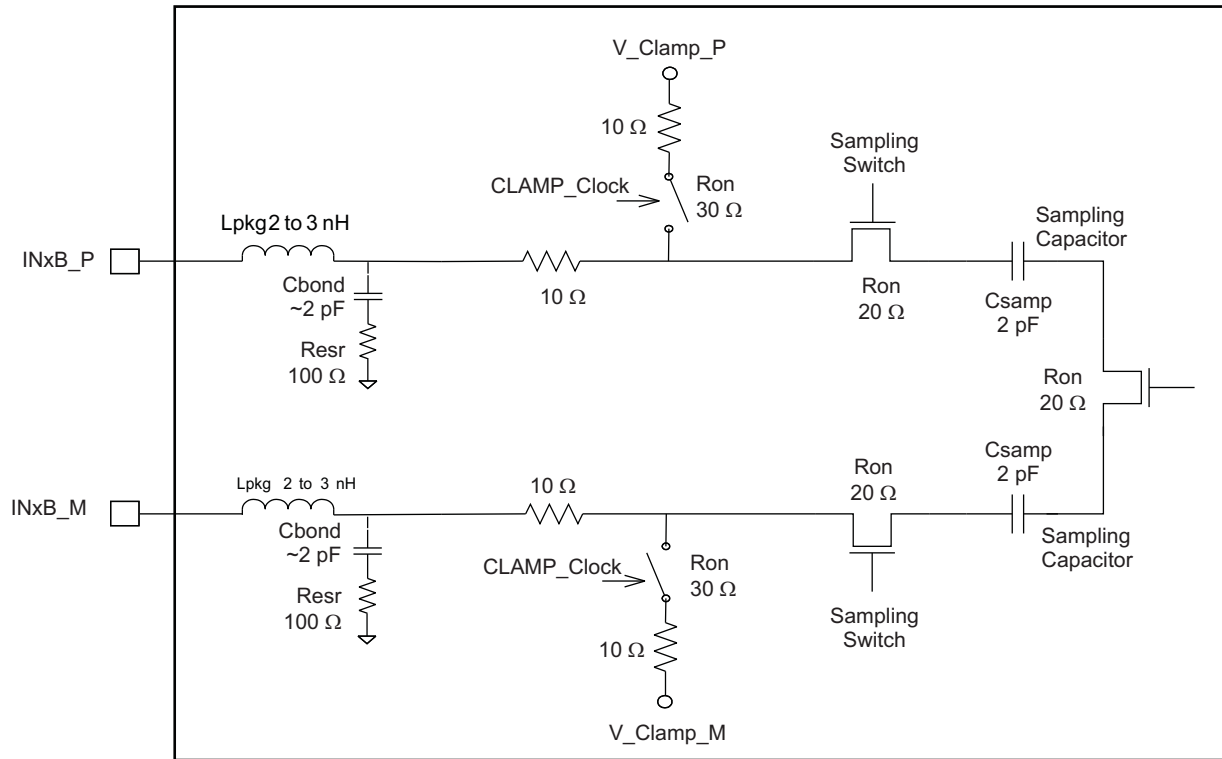 V_Clamp_P
10 Ω
Sampling
Switch
CLAMP_Clock
Ron
30 Ω
Sampling
Capacitor
Lpkg2 to 3 nH
INxB_P
Cbond
~2 pF
10 Ω
Ron
20 Ω
Csamp
2 pF
Resr
100 Ω
Ron
20 Ω
Csamp
2 pF
Lpkg 2 to 3 nH
10 Ω
Ron
20 Ω
INxB_M
Cbond
~2 pF
Sampling
Capacitor
CLAMP_Clock
Ron
30 Ω
Resr
100 Ω
Sampling
Switch
10 Ω
V_Clamp_M